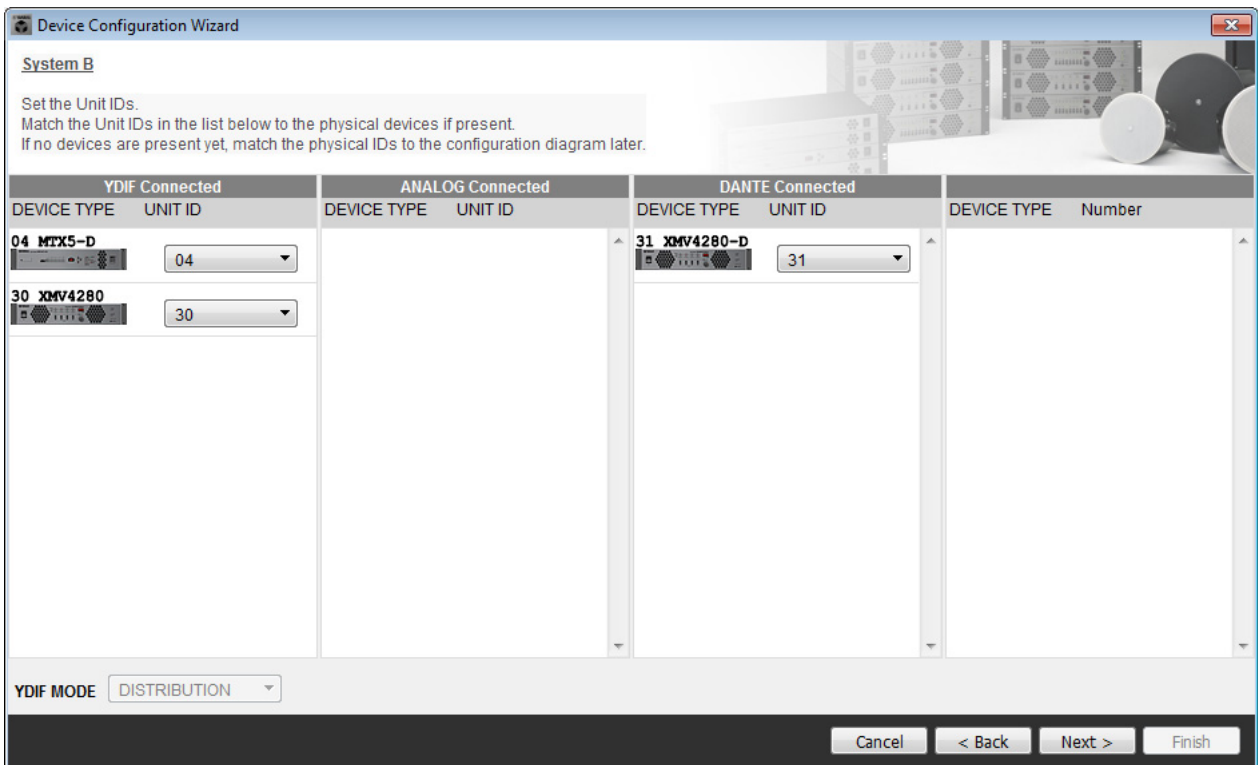 Device Configuration Wizard
System B
Set the Unit IDs.
Match the Unit IDs in the list below to the physical devices if present.
If no devices are present yet, match the physical IDs to the configuration diagram later.
YDIF Connected ANALOG Connected DANTE Connected
DEVICE TYPE UNIT ID DEVICE TYPE UNIT ID DEVICE TYPE UNIT ID DEVICE TYPE Number
04 MTX5-D 31 XMV4280-D
04 31
30 XMV4280
30
YDIF MODE DISTRIBUTION
Cancel < Back Next > Finish